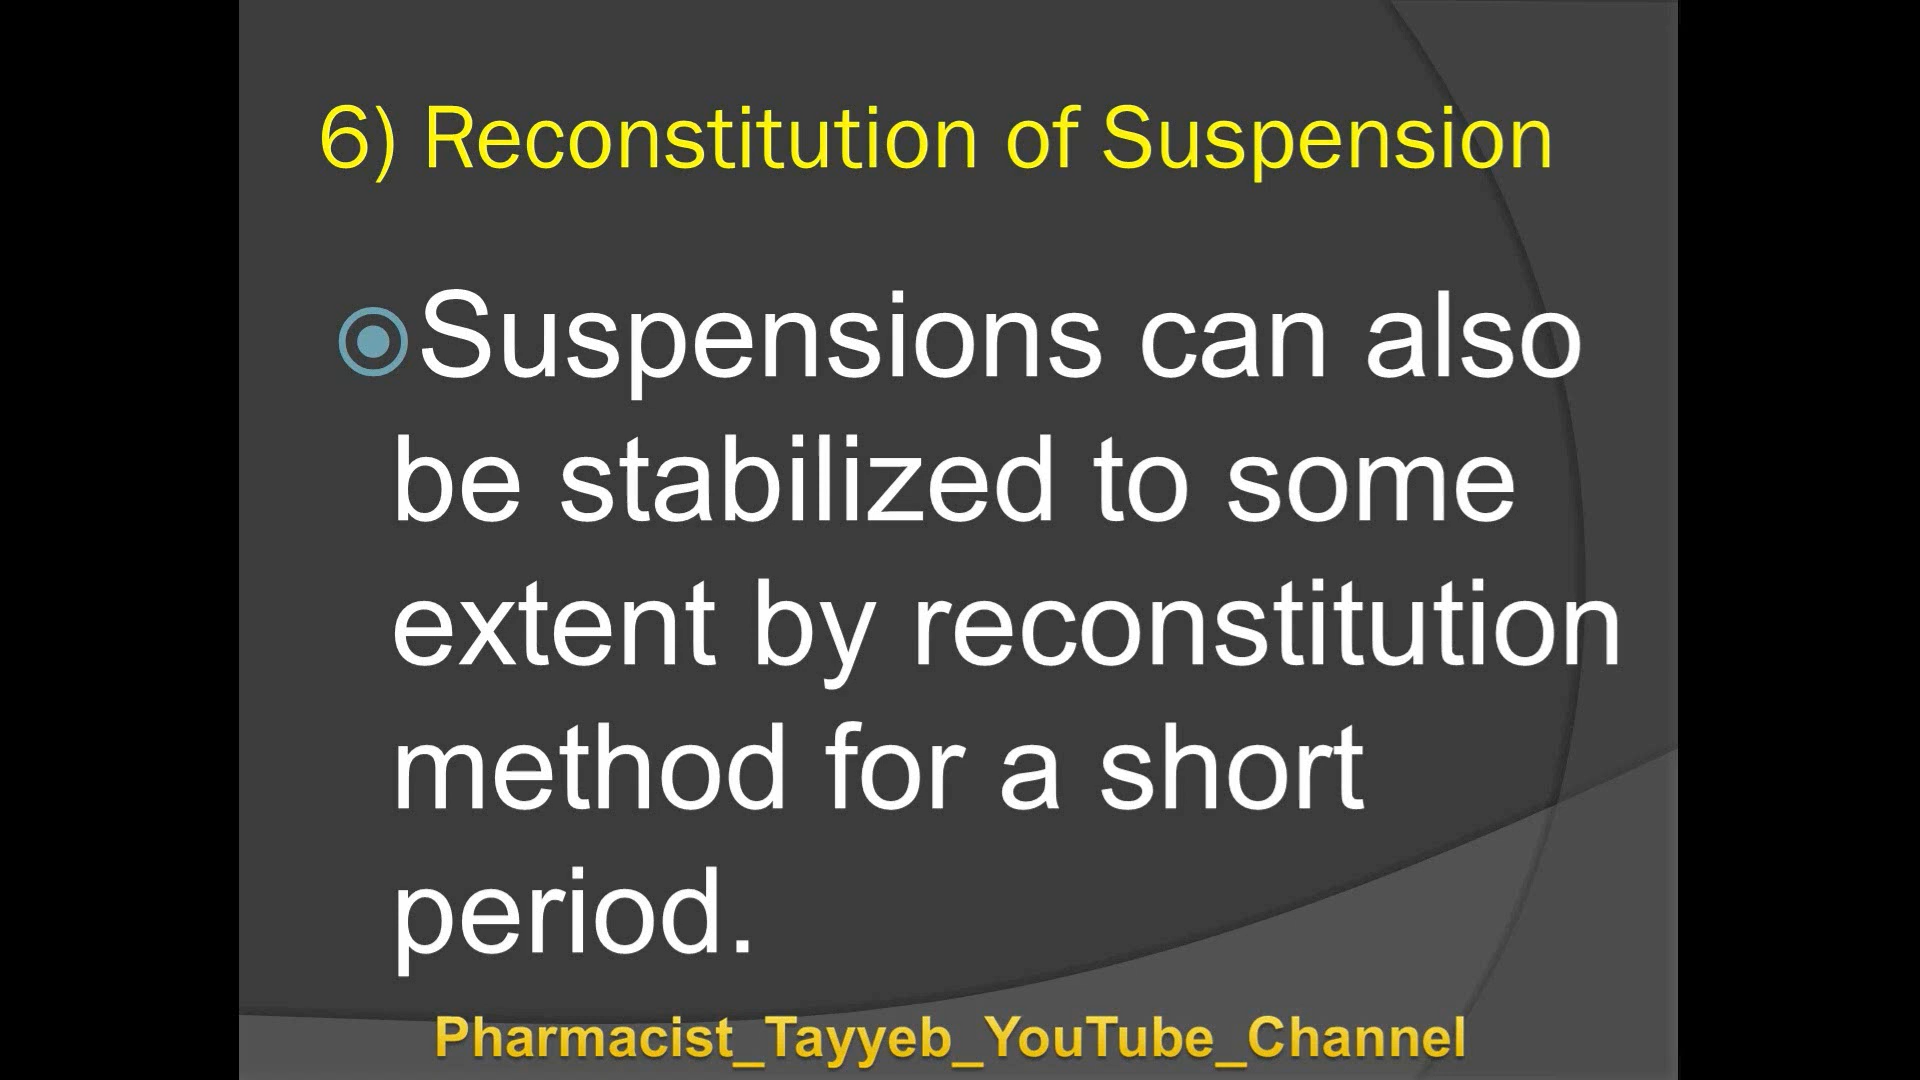 6) Reconstitution of Suspension
Suspensions can also
be stabilized to some
extent by reconstitution
method for a short
period.
Pharmacist_Tayyeb_YouTube_Channel